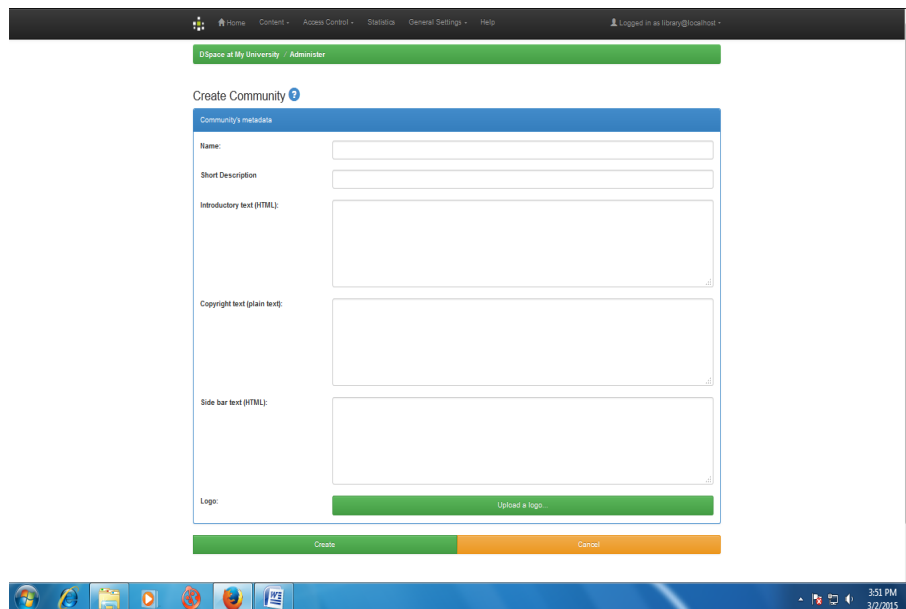 Home Content Access Control Statistics General Settings Help Logged in as library@localhost
DSpace at My University / Administer
Create Community ?
Community's metadata
Name:
Short Description
Introductory text (HTML):
Copyright text (plain text):
Side bar text (HTML):
Logo:
Upload a logo...
Create Cancel
3:51 PM
3/2/2015